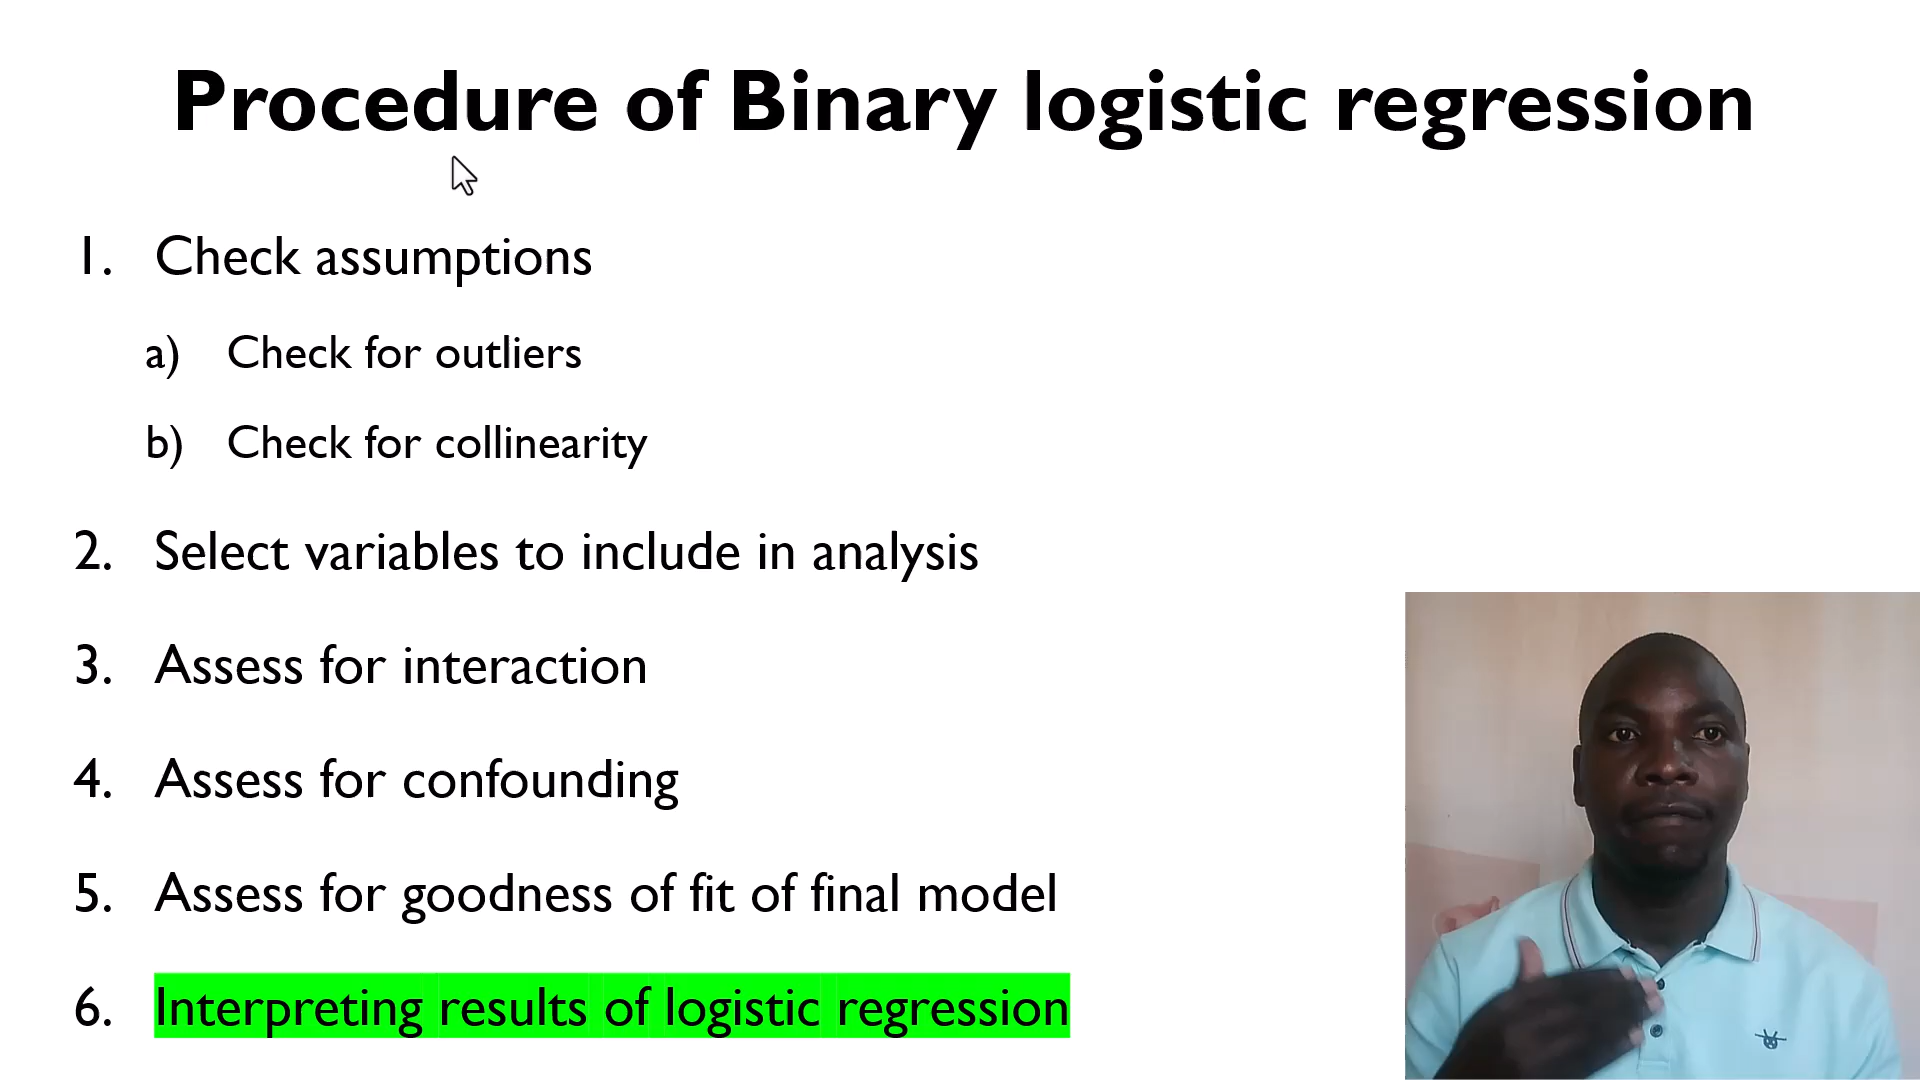 Procedure of Binary logistic regression
1. Check assumptions
a) Check for outliers
b) Check for collinearity
2. Select variables to include in analysis
3. Assess for interaction
4. Assess for confounding
5. Assess for goodness of fit of final model
6. Interpreting results of logistic regression